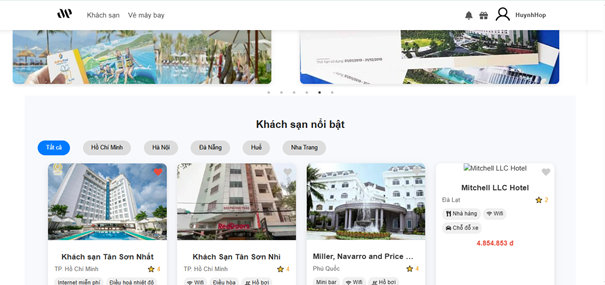 Khách sạn Vé máy bay HuynhHop
Khách sạn nổi bật
Tất cả Hồ Chí Minh Hà Nội Đà Nẵng Huế Nha Trang
Mitchell LLC Hotel
Khách sạn Tân Sơn Nhất
TP. Hồ Chí Minh 4
Internet miễn phí Điều hoà nhiệt độ
Khách Sạn Tân Sơn Nhì
TP. Hồ Chí Minh 4
Wifi Điều hòa Hồ bơi
Miller, Navarro and Price ...
Phú Quốc 4
Mini bar Wifi Hồ bơi
Mitchell LLC Hotel
Đà Lạt 2
Nhà hàng Wifi
Chỗ đỗ xe
4.854.853 đ